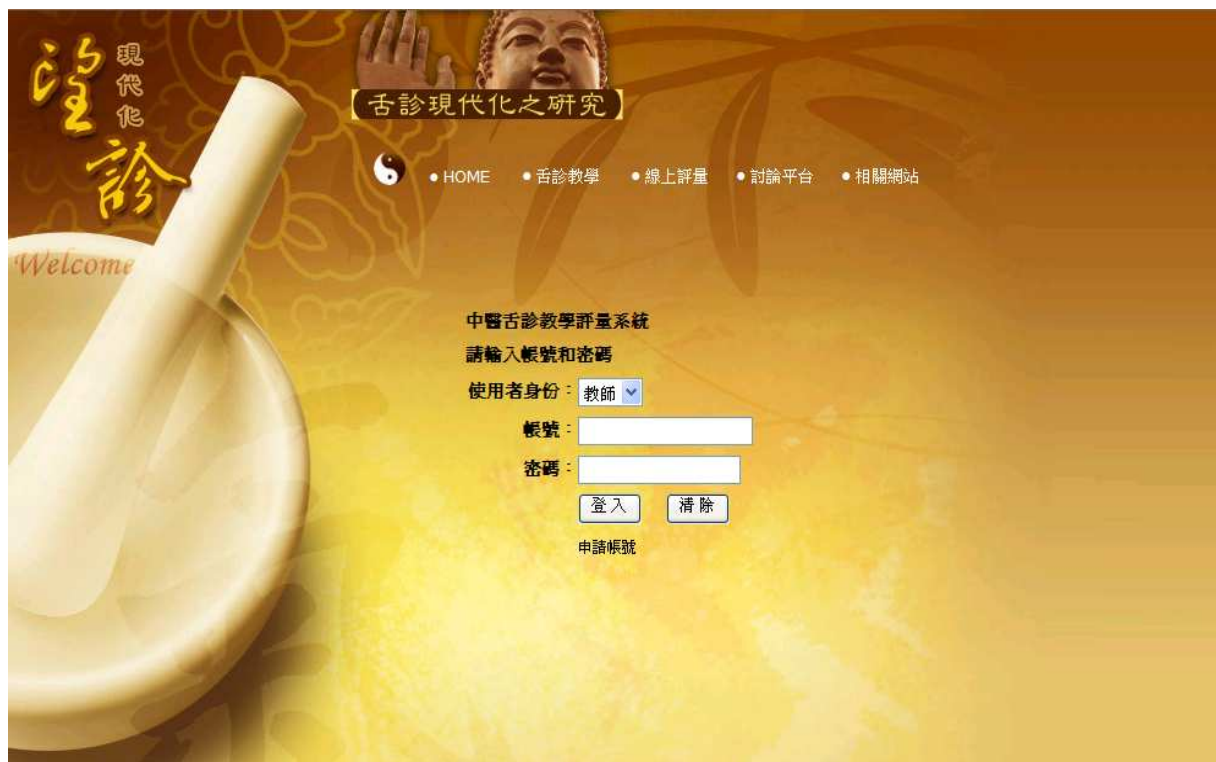 望診
現代化
【舌診現代化之研究】
●HOME ●舌診教學 ●線上評量 ●討論平台 ●相關網站
Welcome
中醫舌診教學評量系統
請輸入帳號和密碼
使用者身份： 教師
帳號：
密碼：
登入 清除
申請帳號